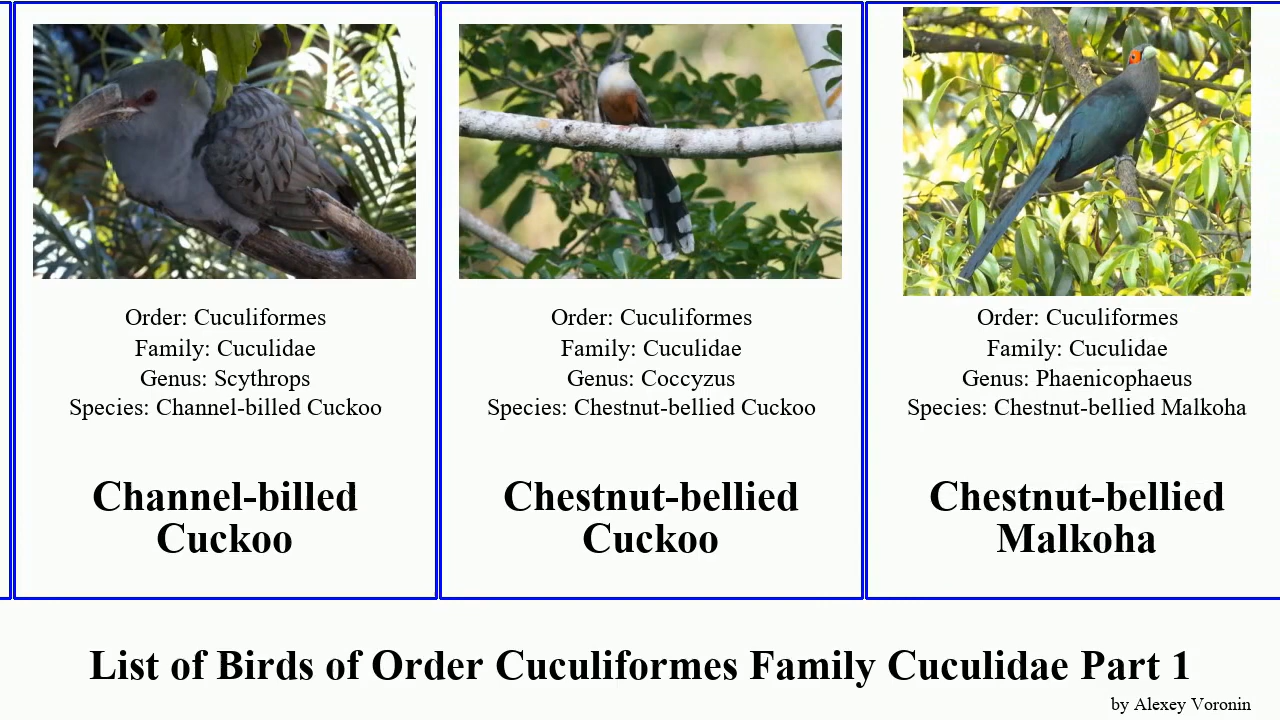 Order: Cuculiformes
Family: Cuculidae
Genus: Scythrops
Species: Channel-billed Cuckoo
Channel-billed
Cuckoo
Order: Cuculiformes
Family: Cuculidae
Genus: Coccyzus
Species: Chestnut-bellied Cuckoo
Chestnut-bellied
Cuckoo
Order: Cuculiformes
Family: Cuculidae
Genus: Phaenicophaeus
Species: Chestnut-bellied Malkoha
Chestnut-bellied
Malkoha
List of Birds of Order Cuculiformes Family Cuculidae Part 1
by Alexey Voronin